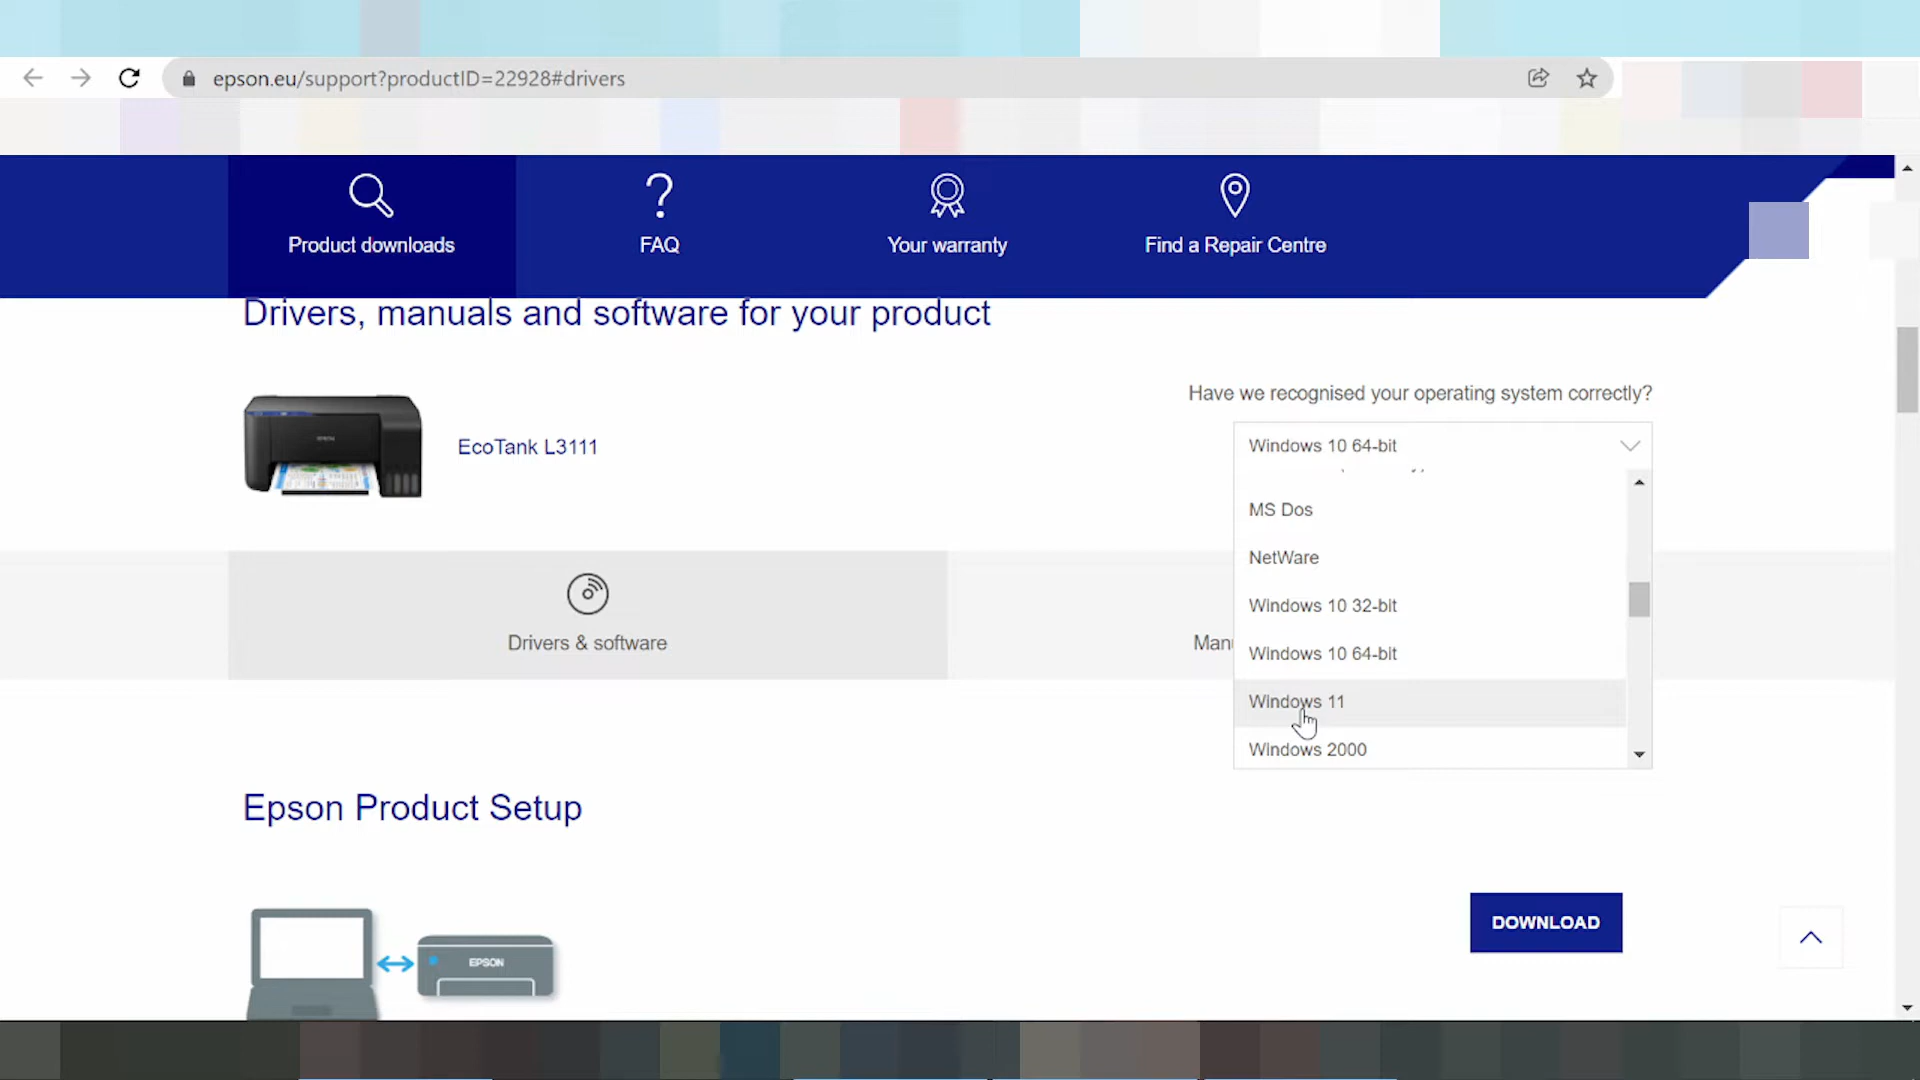 epson.eu/support?productID=22928#drivers
Product downloads
FAQ
Your warranty
Find a Repair Centre
Drivers, manuals and software for your product
Have we recognised your operating system correctly?
EPSON
EcoTank L3111
Windows 10 64-bit
MS Dos
NetWare
Windows 10 32-bit
Windows 10 64-bit
Windows 11
Windows 2000
Drivers & software
Manu
Epson Product Setup
DOWNLOAD
EPSON